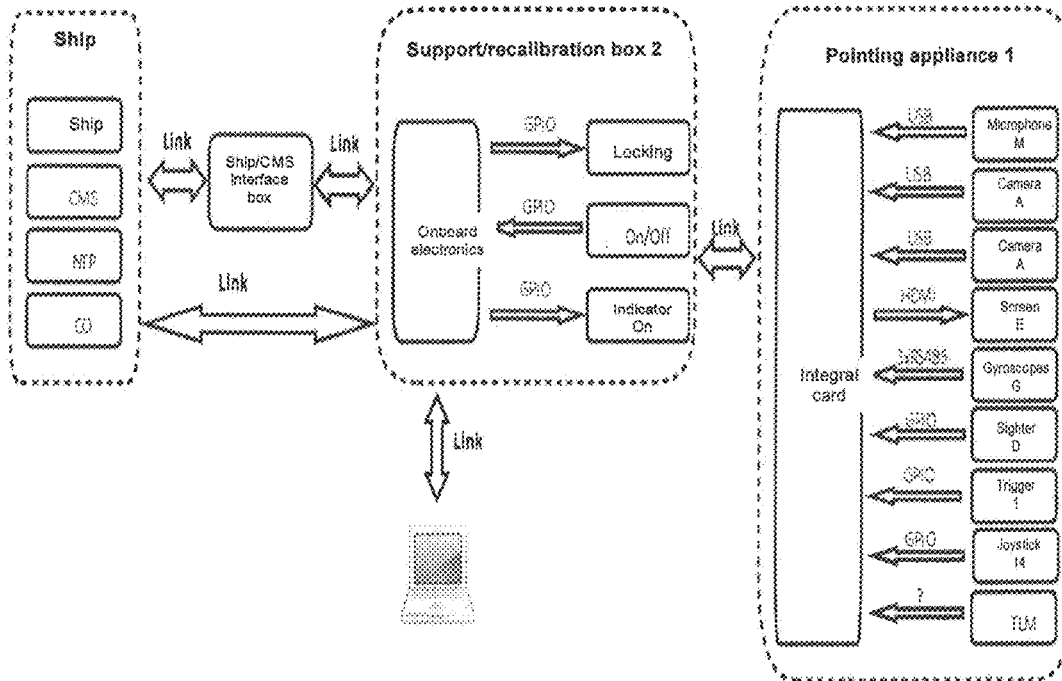 Ship
Ship
CMS
NTP
Link
Ship/CMS
Interface
box
Link
Link
Support/recalibration box 2
Onboard
electronics
GPIO
Locking
GPIO
On/Off
GPIO
Indicator
On
Link
Link
Pointing appliance 1
Integral
card
USB
Microphone
M
USB
Camera
A
USB
Camera
A
HDMI
Screen
E
Gyroscopes
G
GPIO
Sighter
D
GPIO
Trigger
1
GPIO
Joystick
14
?
TLM